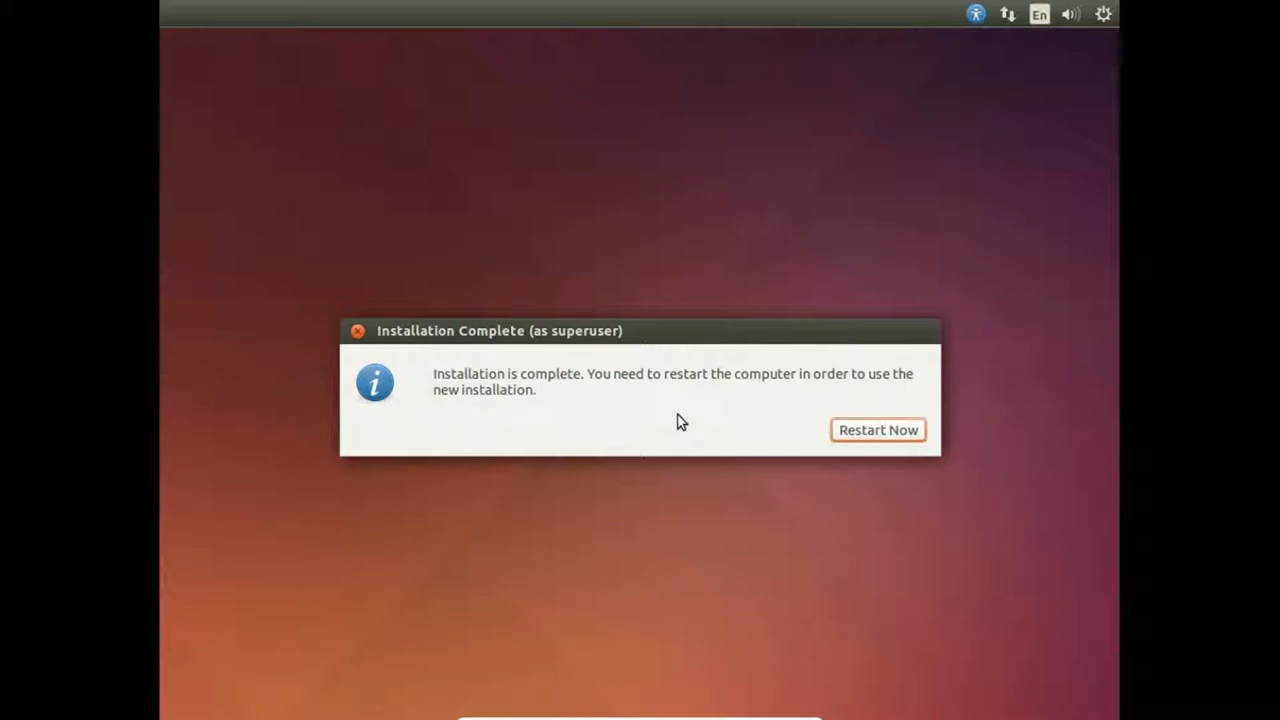 En
Installation Complete (as superuser)
Installation is complete. You need to restart the computer in order to use the
new installation.
Restart Now